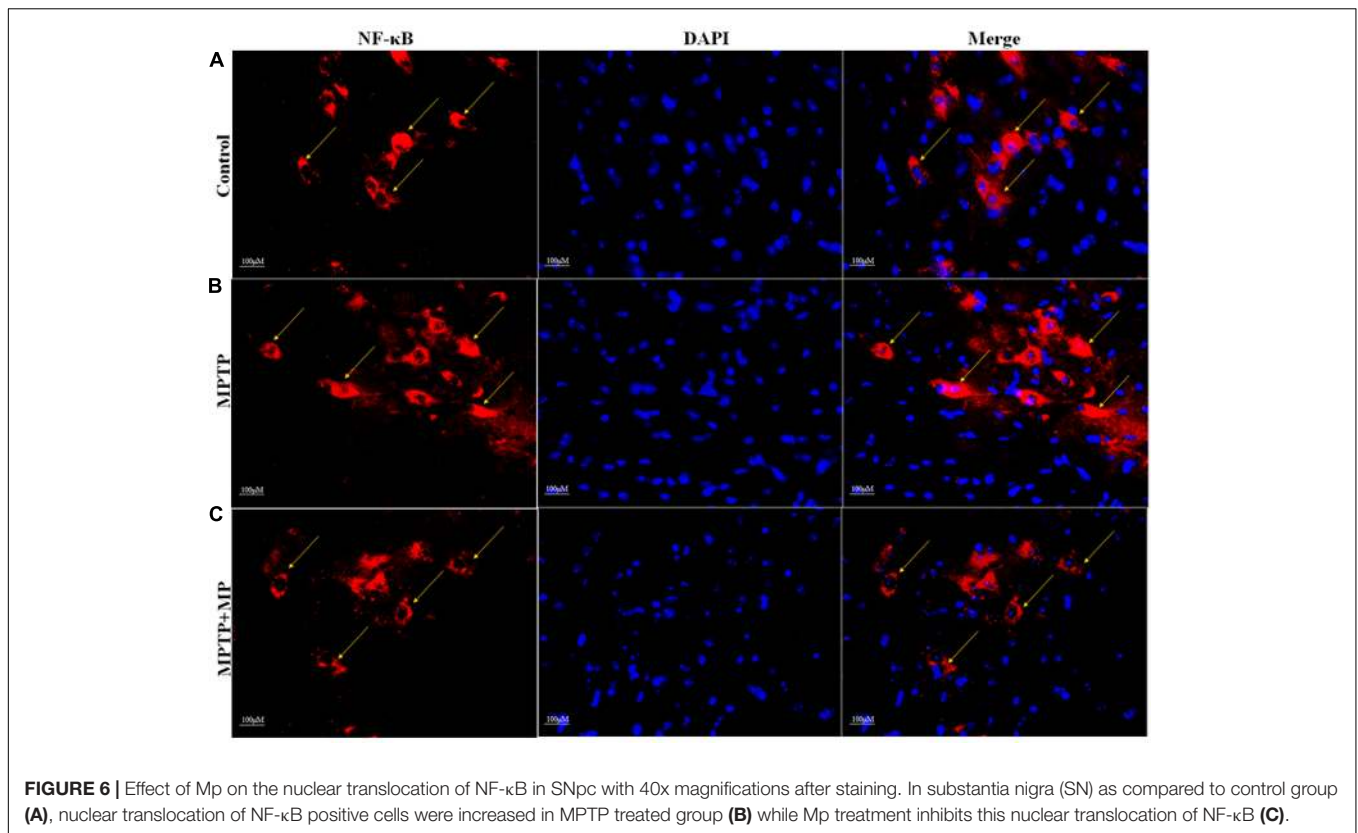 NF-κB DAPI Merge
A
Control
100µM 100µM 100µM
B
MPTP
100µM 100µM 100µM
C
MPTP+MP
100µM 100µM 100µM
FIGURE 6 | Effect of Mp on the nuclear translocation of NF-κB in SNpc with 40x magnifications after staining. In substantia nigra (SN) as compared to control group
(A), nuclear translocation of NF-κB positive cells were increased in MPTP treated group (B) while Mp treatment inhibits this nuclear translocation of NF-κB (C).